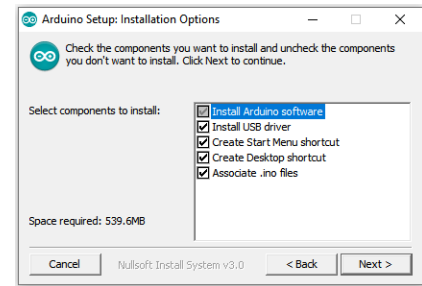 Arduino Setup: Installation Options
Check the components you want to install and uncheck the components
you don't want to install. Click Next to continue.
Select components to install:
Install Arduino software
Install USB driver
Create Start Menu shortcut
Create Desktop shortcut
Associate .ino files
Space required: 539.6MB
Cancel
Nullsoft Install System v3.0
< Back
Next >